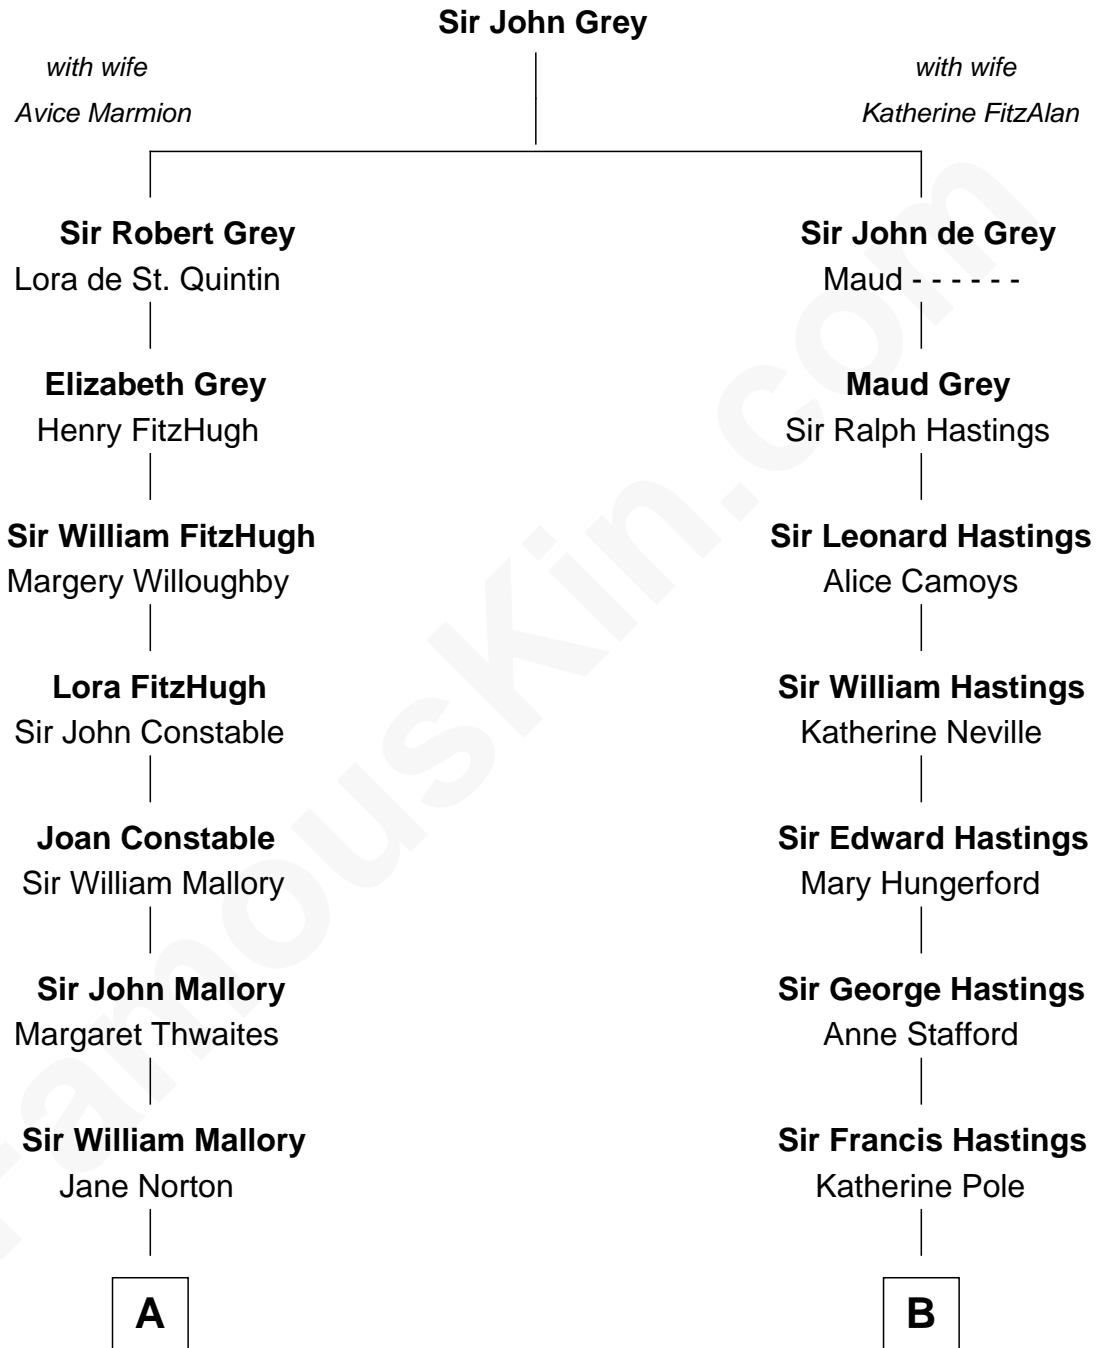 Sir John Grey
with wife
Avice Marmion
with wife
Katherine FitzAlan
Sir Robert Grey
Lora de St. Quintin
Sir John de Grey
Maud - - - - - -
Elizabeth Grey
Henry FitzHugh
Maud Grey
Sir Ralph Hastings
Sir William FitzHugh
Margery Willoughby
Sir Leonard Hastings
Alice Camoys
Lora FitzHugh
Sir John Constable
Sir William Hastings
Katherine Neville
Joan Constable
Sir William Mallory
Sir Edward Hastings
Mary Hungerford
Sir John Mallory
Margaret Thwaites
Sir George Hastings
Anne Stafford
Sir William Mallory
Jane Norton
Sir Francis Hastings
Katherine Pole
A
B
FamousKin.com